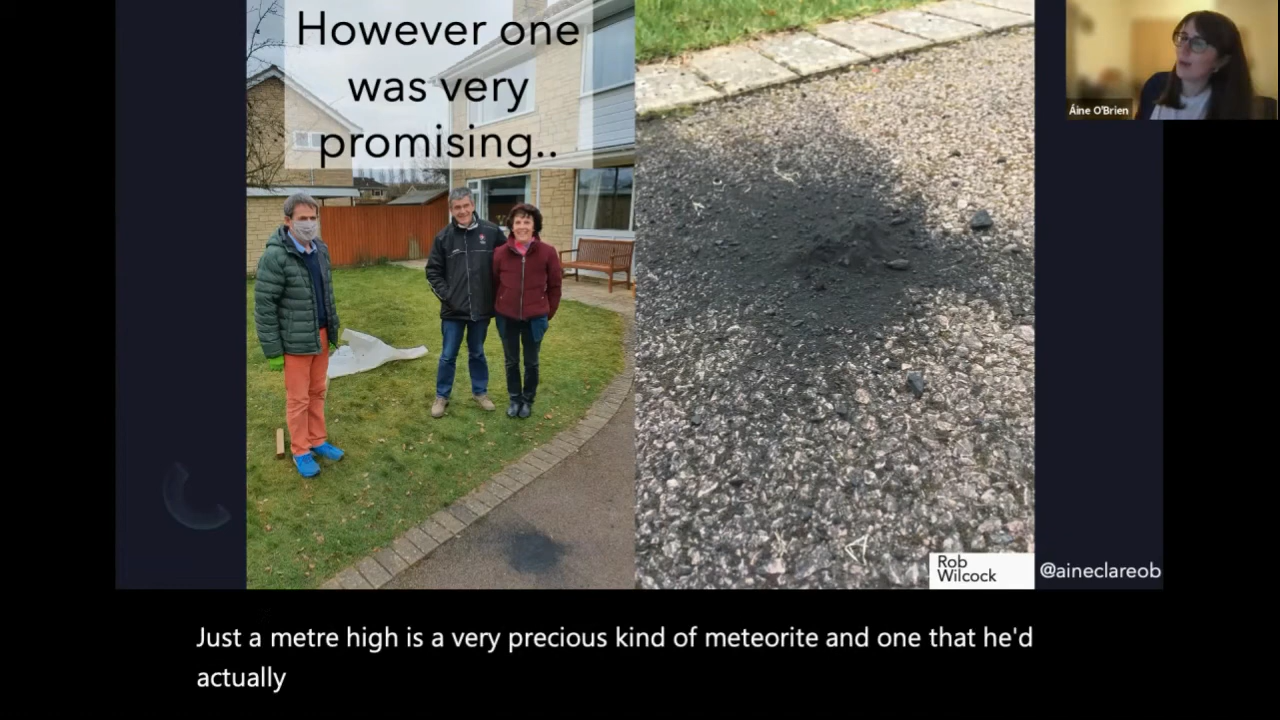 However one
was very
promising..
Áine O'Brien
Rob
Wilcock
@aineclareob
Just a metre high is a very precious kind of meteorite and one that he'd
actually